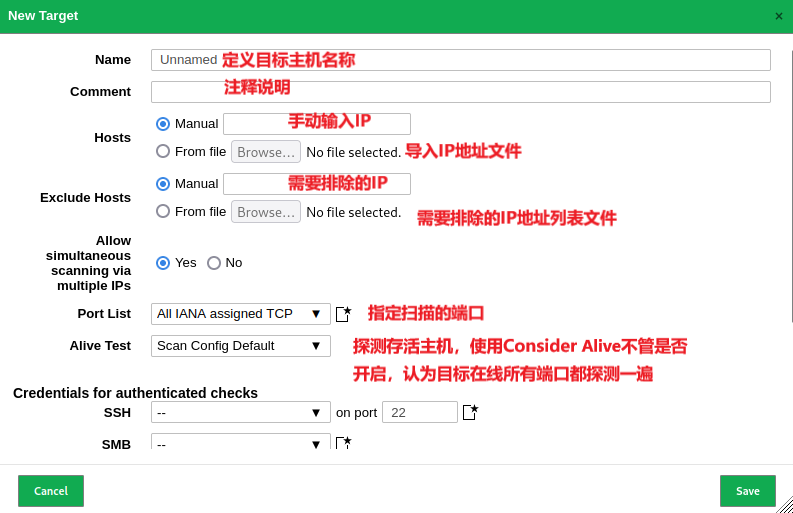 New Target ×
Name Unnamed 定义目标主机名称
Comment 注释说明
Hosts Manual 手动输入IP
From file Browse... No file selected. 导入IP地址文件
Exclude Hosts Manual 需要排除的IP
From file Browse... No file selected. 需要排除的IP地址列表文件
Allow
simultaneous
scanning via
multiple IPs
Yes No
Port List All IANA assigned TCP ▼ 指定扫描的端口
Alive Test Scan Config Default ▼ 探测存活主机，使用Consider Alive不管是否
开启，认为目标在线所有端口都探测一遍
Credentials for authenticated checks
SSH -- ▼ on port 22
SMB -- ▼
Cancel Save